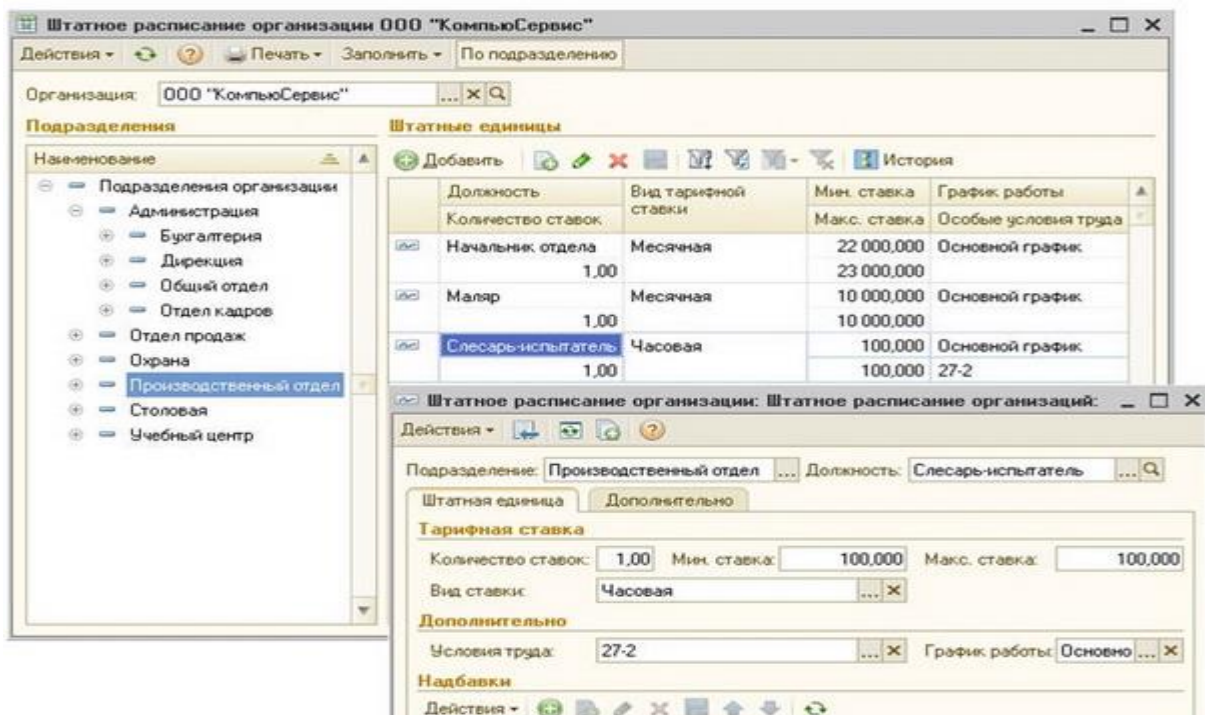 Штатное расписание организации ООО "КомпьюСервис"
Действия Печать Заполнить По подразделению
Организация: ООО "КомпьюСервис" ...
Подразделения
Наименование
Подразделения организации
Администрация
Бухгалтерия
Дирекция
Общий отдел
Отдел кадров
Отдел продаж
Охрана
Производственный отдел
Столовая
Учебный центр
Штатные единицы
Добавить История
Должность Вид тарифной ставки Мин. ставка График работы
Количество ставок Макс. ставка Особые условия труда
Начальник отдела Месячная 22 000,000 Основной график
1,00 23 000,000
Маляр Месячная 10 000,000 Основной график
1,00 10 000,000
Слесарь-испытатель Часовая 100,000 Основной график
1,00 100,000 27-2
Штатное расписание организации: Штатное расписание организаций:
Действия
Подразделение: Производственный отдел ... Должность: Слесарь-испытатель ...
Штатная единица Дополнительно
Тарифная ставка
Количество ставок: 1,00 Мин. ставка: 100,000 Макс. ставка: 100,000
Вид ставки: Часовая ...
Дополнительно
Условия труда: 27-2 ... График работы: Основно ...
Надбавки
Действия